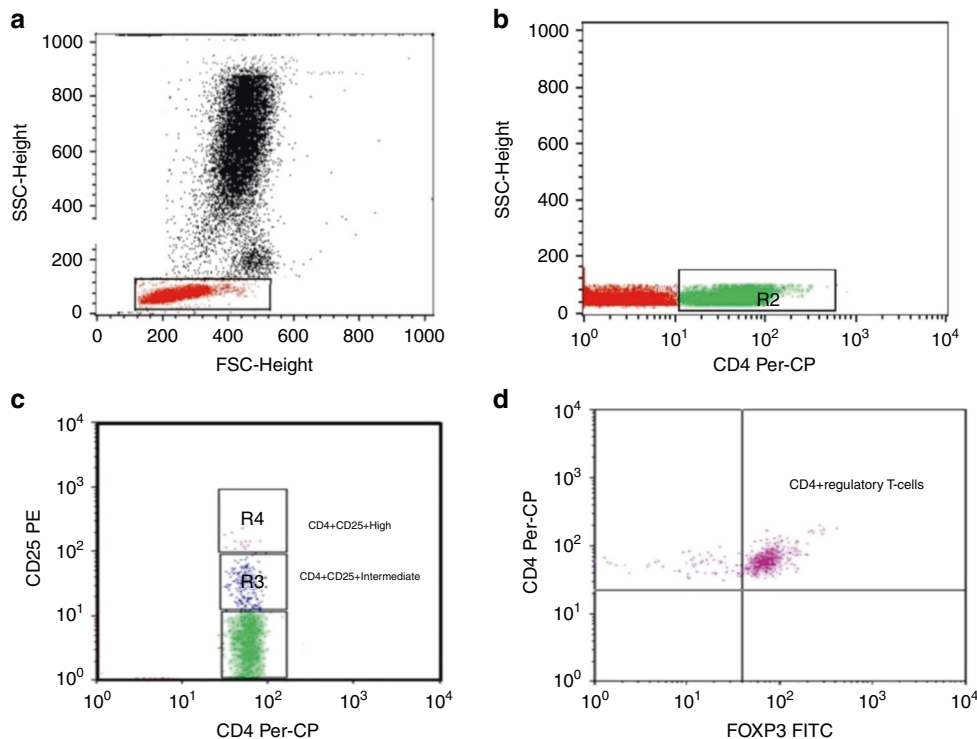 a
1000
800
600
400
200
0
SSC-Height
0 200 400 600 800 1000
FSC-Height
b
1000
800
600
400
200
0
SSC-Height
R2
10^0 10^1 10^2 10^3 10^4
CD4 Per-CP
c
10^4
10^3
10^2
10^1
10^0
CD25 PE
R4
CD4+CD25+High
R3
CD4+CD25+Intermediate
10^0 10^1 10^2 10^3 10^4
CD4 Per-CP
d
10^4
10^3
10^2
10^1
10^0
CD4 Per-CP
CD4+regulatory T-cells
10^0 10^1 10^2 10^3 10^4
FOXP3 FITC